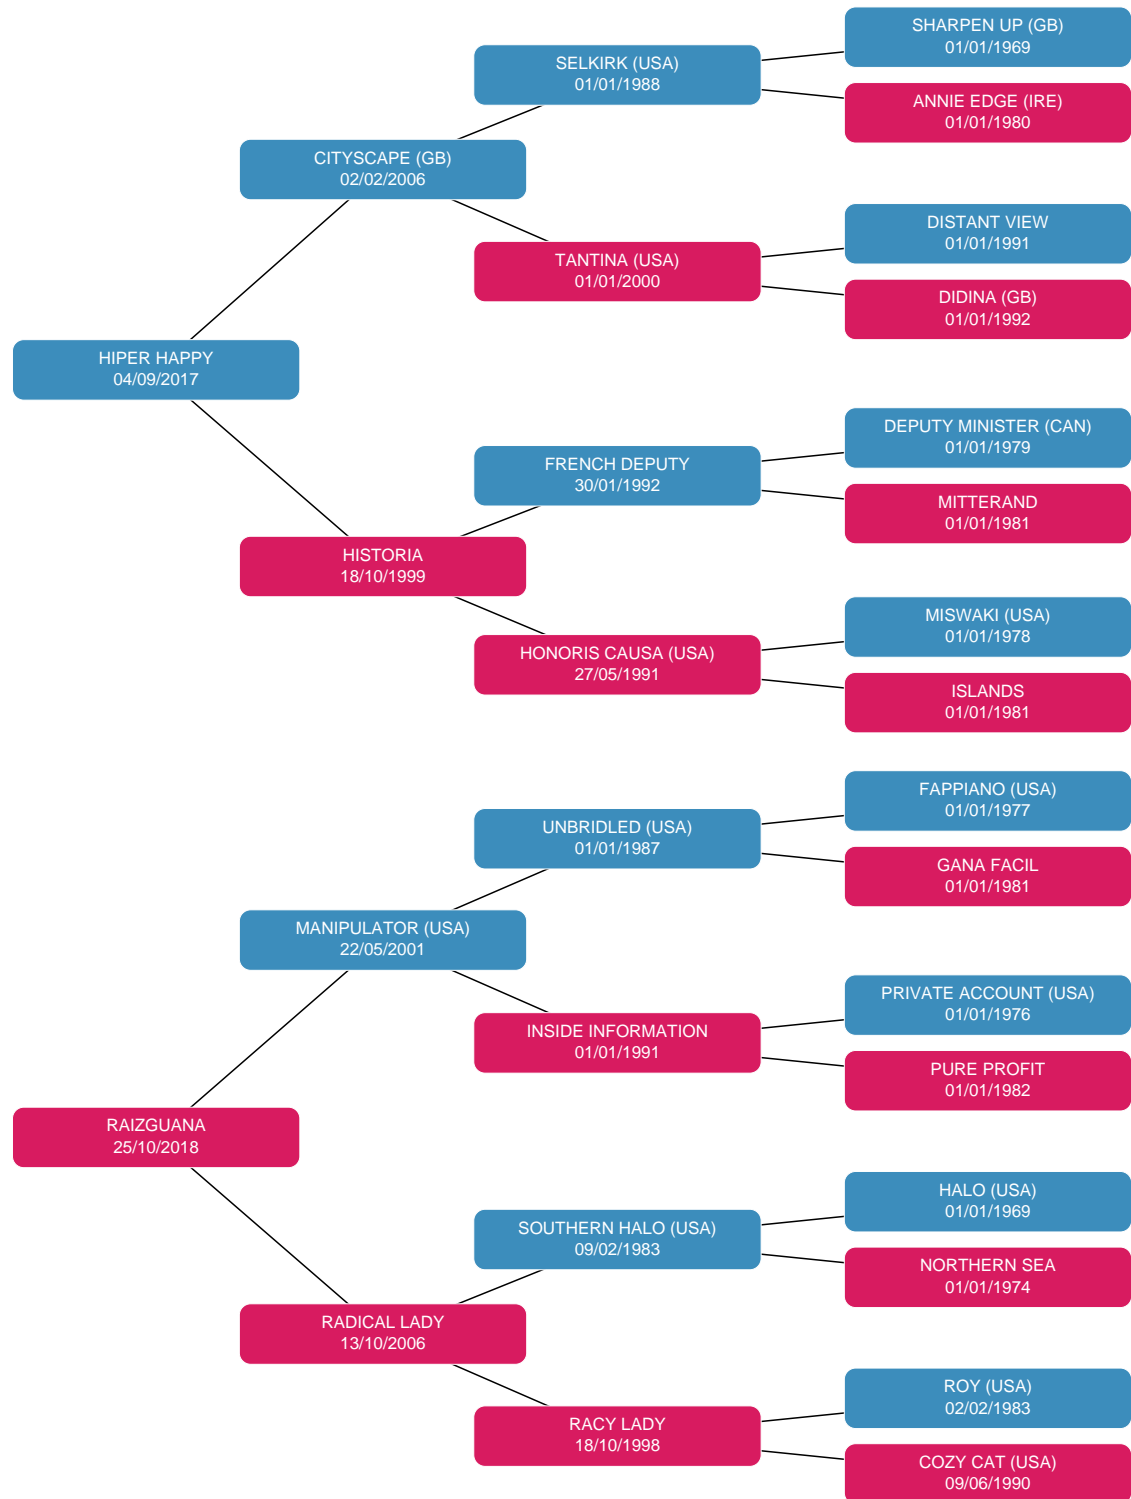 SHARPEN UP (GB)
01/01/1969
SELKIRK (USA)
01/01/1988
ANNIE EDGE (IRE)
01/01/1980
CITYSCAPE (GB)
02/02/2006
DISTANT VIEW
01/01/1991
TANTINA (USA)
01/01/2000
DIDINA (GB)
01/01/1992
HIPER HAPPY
04/09/2017
DEPUTY MINISTER (CAN)
01/01/1979
FRENCH DEPUTY
30/01/1992
MITTERAND
01/01/1981
HISTORIA
18/10/1999
MISWAKI (USA)
01/01/1978
HONORIS CAUSA (USA)
27/05/1991
ISLANDS
01/01/1981
FAPPIANO (USA)
01/01/1977
UNBRIDLED (USA)
01/01/1987
GANA FACIL
01/01/1981
MANIPULATOR (USA)
22/05/2001
PRIVATE ACCOUNT (USA)
01/01/1976
INSIDE INFORMATION
01/01/1991
PURE PROFIT
01/01/1982
RAIZGUANA
25/10/2018
HALO (USA)
01/01/1969
SOUTHERN HALO (USA)
09/02/1983
NORTHERN SEA
01/01/1974
RADICAL LADY
13/10/2006
ROY (USA)
02/02/1983
RACY LADY
18/10/1998
COZY CAT (USA)
09/06/1990